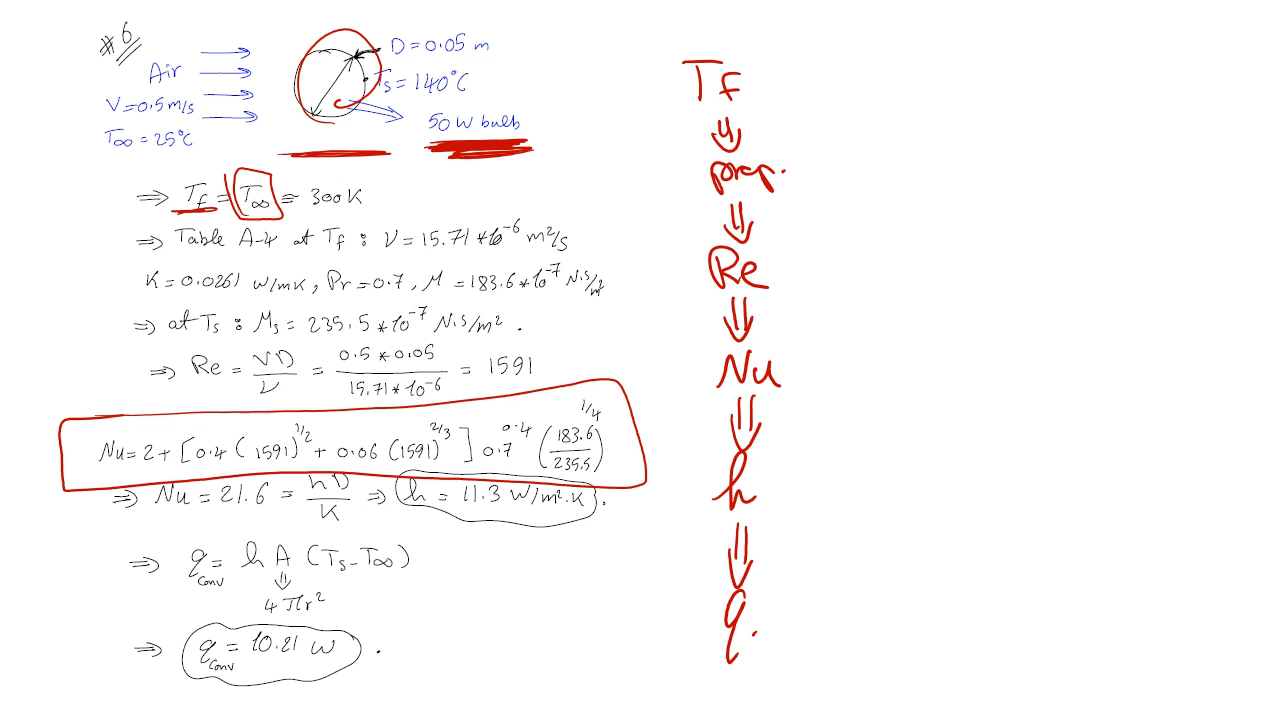 #6
Air
V=0.5 m/s
T∞ = 25°C
D = 0.05 m
Ts = 140°C
50 W bulb
⇒ Tf = T∞ ≅ 300 K
⇒ Table A-4 at Tf : ν = 15.71 * 10^-6 m²/s
K = 0.0261 W/mK, Pr = 0.7, M = 183.6 * 10^-7 N.S/m²
⇒ at Ts : Ms = 235.5 * 10^-7 N.S/m².
⇒ Re = VD/ν = 0.5 * 0.05 / 15.71 * 10^-6 = 1591
Nu = 2 + [0.4 (1591)^1/2 + 0.06 (1591)^2/3] 0.7^0.4 (183.6/235.5)^1/4
⇒ Nu = 21.6 = hD/K ⇒ h = 11.3 W/m².K.
⇒ q conv = h A (Ts - T∞)
⇓
4πr²
⇒ q conv = 10.21 W.
Tf
⇓
prop.
⇓
Re
⇓
Nu
⇓
h
⇓
q.